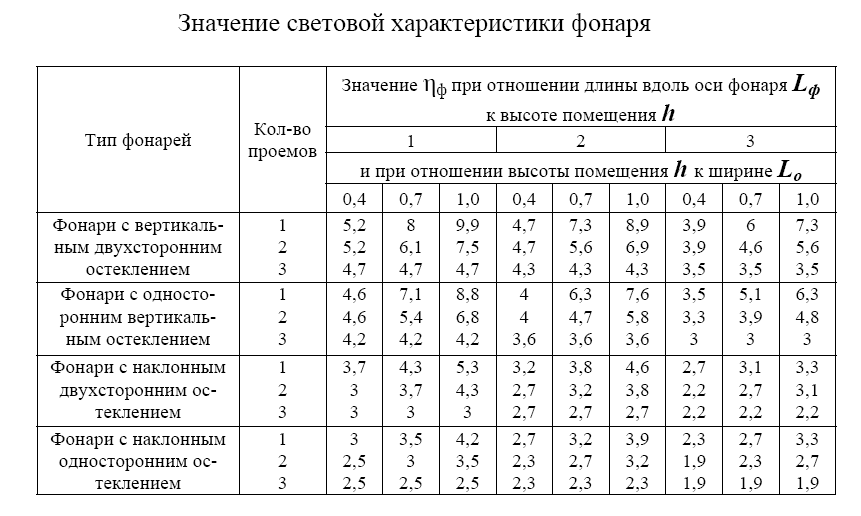 Значение световой характеристики фонаря
Тип фонарей
Кол-во
проемов
Значение ηф при отношении длины вдоль оси фонаря Lф
к высоте помещения h
1 2 3
и при отношении высоты помещения h к ширине Lо
0,4 0,7 1,0 0,4 0,7 1,0 0,4 0,7 1,0
Фонари с вертикаль- 1 5,2 8 9,9 4,7 7,3 8,9 3,9 6 7,3
ным двухсторонним 2 5,2 6,1 7,5 4,7 5,6 6,9 3,9 4,6 5,6
остеклением 3 4,7 4,7 4,7 4,3 4,3 4,3 3,5 3,5 3,5
Фонари с односто- 1 4,6 7,1 8,8 4 6,3 7,6 3,5 5,1 6,3
ронним вертикаль- 2 4,6 5,4 6,8 4 4,7 5,8 3,3 3,9 4,8
ным остеклением 3 4,2 4,2 4,2 3,6 3,6 3,6 3 3 3
Фонари с наклонным 1 3,7 4,3 5,3 3,2 3,8 4,6 2,7 3,1 3,3
двухсторонним ос- 2 3 3,7 4,3 2,7 3,2 3,8 2,2 2,7 3,1
теклением 3 3 3 3 2,7 2,7 2,7 2,2 2,2 2,2
Фонари с наклонным 1 3 3,5 4,2 2,7 3,2 3,9 2,3 2,7 3,3
односторонним ос- 2 2,5 3 3,5 2,3 2,7 3,2 1,9 2,3 2,7
теклением 3 2,5 2,5 2,5 2,3 2,3 2,3 1,9 1,9 1,9